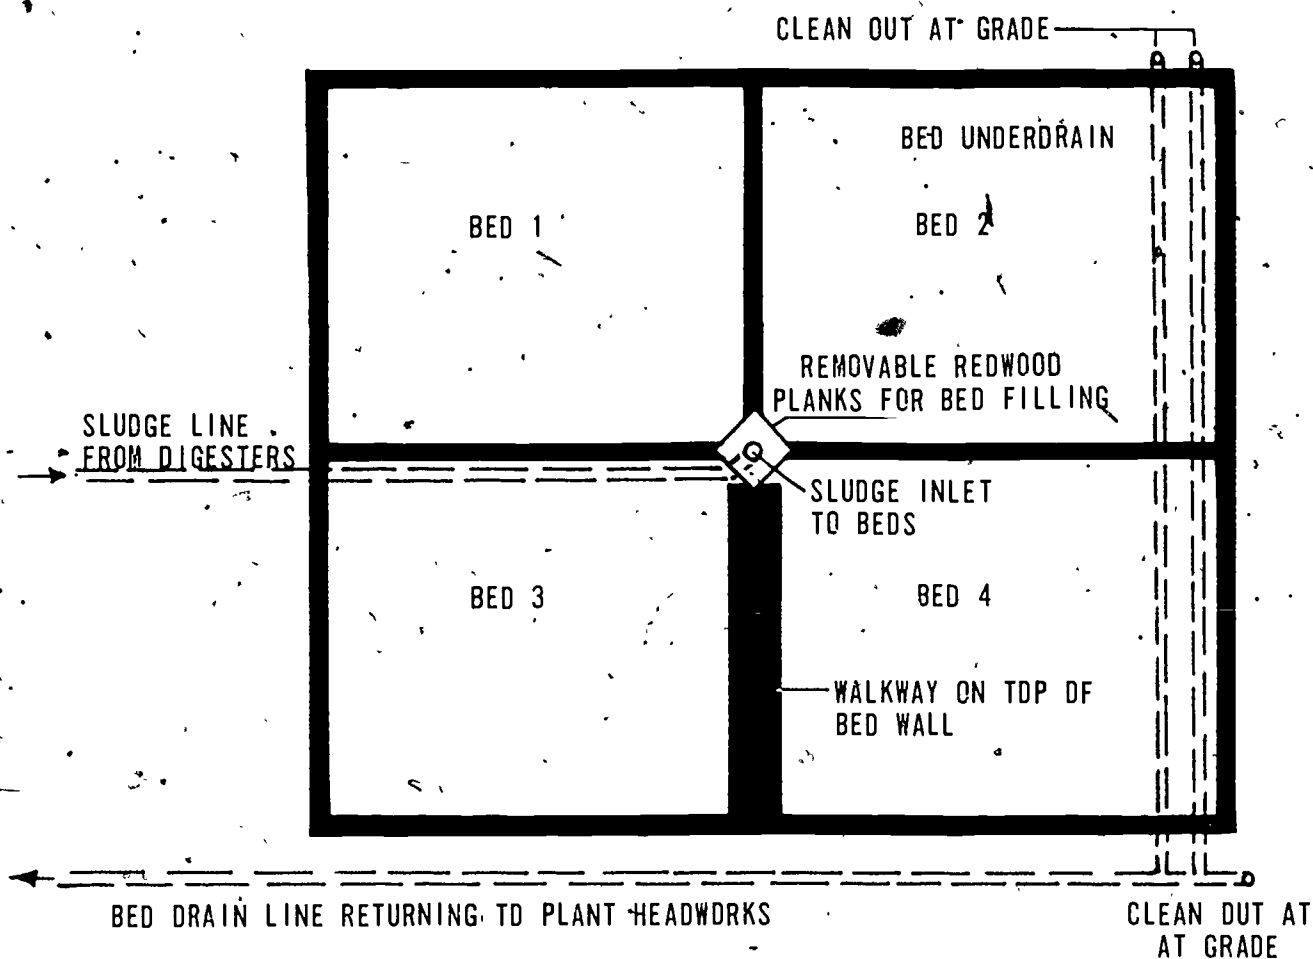 CLEAN OUT AT GRADE
BED UNDERDRAIN
BED 1
BED 2
REMOVABLE REDWOOD
PLANKS FOR BED FILLING
SLUDGE LINE
FROM DIGESTERS
SLUDGE INLET
TO BEDS
BED 3
BED 4
WALKWAY ON TOP OF
BED WALL
BED DRAIN LINE RETURNING TO PLANT HEADWORKS
CLEAN OUT AT
AT GRADE